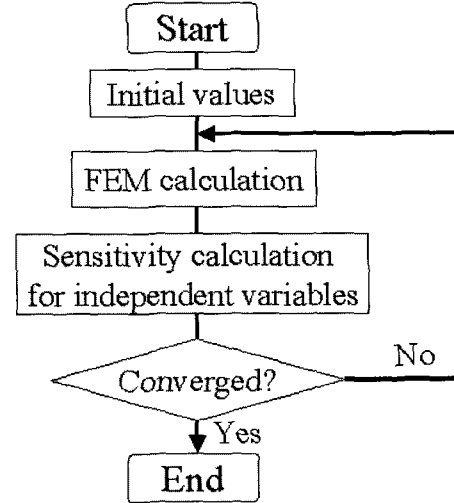 Start
Initial values
FEM calculation
Sensitivity calculation
for independent variables
Converged?
No
Yes
End